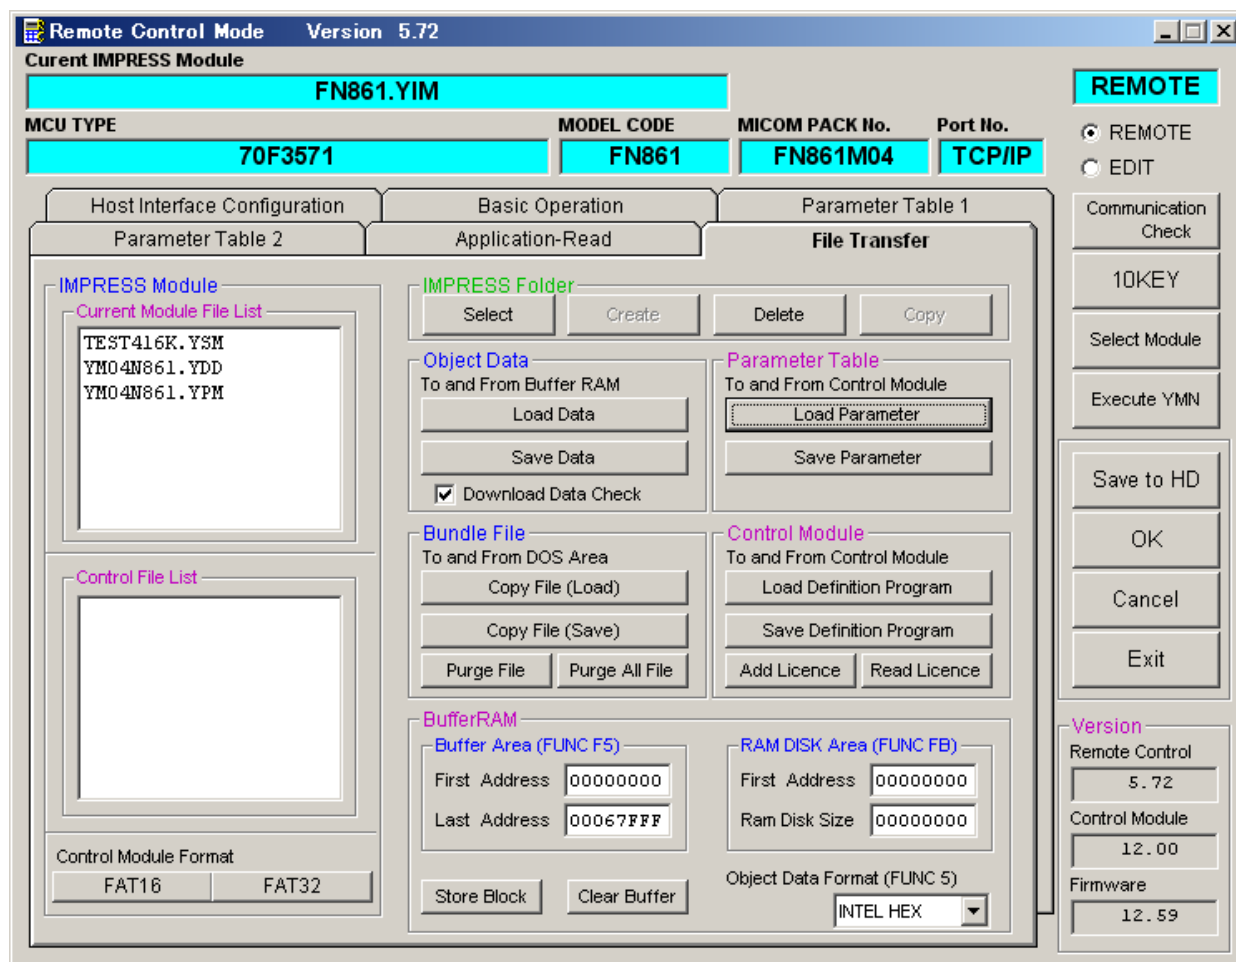 Remote Control Mode Version 5.72
Curent IMPRESS Module
FN861.YIM
MCU TYPE
MODEL CODE
MICOM PACK No.
Port No.
70F3571
FN861
FN861M04
TCP/IP
REMOTE
REMOTE
EDIT
Host Interface Configuration
Basic Operation
Parameter Table 1
Parameter Table 2
Application-Read
File Transfer
IMPRESS Module
Current Module File List
TEST416K.YSM
YM04N861.YDD
YM04N861.YPM
Control File List
Control Module Format
FAT16
FAT32
IMPRESS Folder
Select
Create
Delete
Copy
Object Data
To and From Buffer RAM
Load Data
Save Data
Download Data Check
Parameter Table
To and From Control Module
Load Parameter
Save Parameter
Bundle File
To and From DOS Area
Copy File (Load)
Copy File (Save)
Purge File
Purge All File
Control Module
To and From Control Module
Load Definition Program
Save Definition Program
Add Licence
Read Licence
BufferRAM
Buffer Area (FUNC F5)
First Address 00000000
Last Address 00067FFF
RAM DISK Area (FUNC FB)
First Address 00000000
Ram Disk Size 00000000
Store Block
Clear Buffer
Object Data Format (FUNC 5)
INTEL HEX
Communication
Check
10KEY
Select Module
Execute YMN
Save to HD
OK
Cancel
Exit
Version
Remote Control
5.72
Control Module
12.00
Firmware
12.59